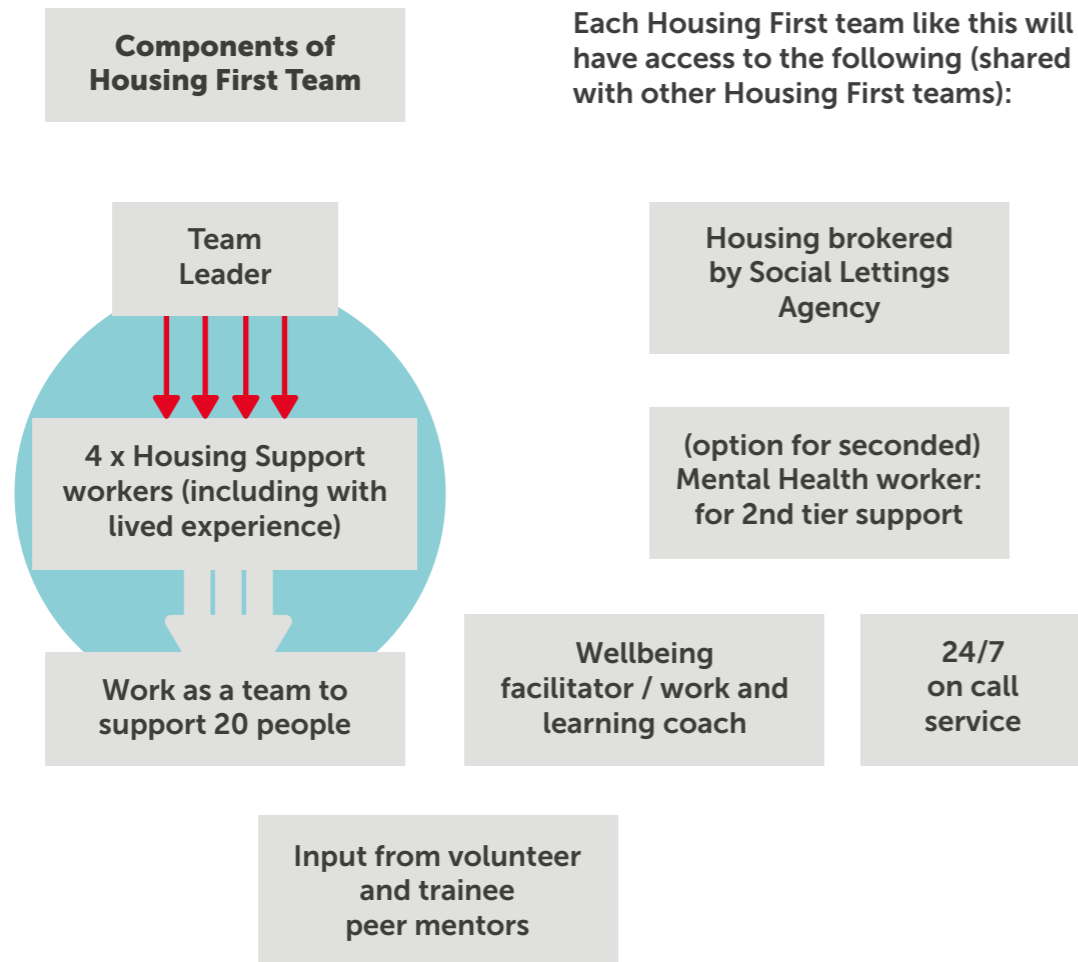 Components of
Housing First Team
Each Housing First team like this will
have access to the following (shared
with other Housing First teams):
Team
Leader
Housing brokered
by Social Lettings
Agency
4 x Housing Support
workers (including with
lived experience)
(option for seconded)
Mental Health worker:
for 2nd tier support
Work as a team to
support 20 people
Wellbeing
facilitator / work and
learning coach
24/7
on call
service
Input from volunteer
and trainee
peer mentors